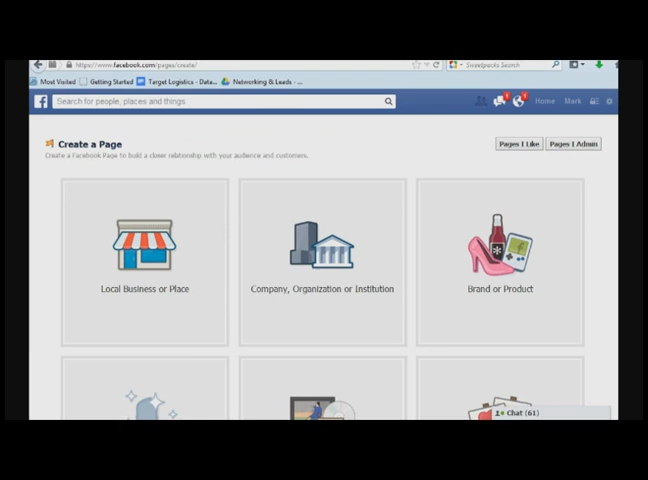 https://www.facebook.com/pages/create/
Search
Most Visited Getting Started Target Logistics - Data... Networking & Leads - ...
f Search for people, places and things 1 1 Home Mark
Create a Page
Pages I Like Pages I Admin
Create a Facebook Page to build a closer relationship with your audience and customers.
Local Business or Place
Company, Organization or Institution
Brand or Product
Chat (61)